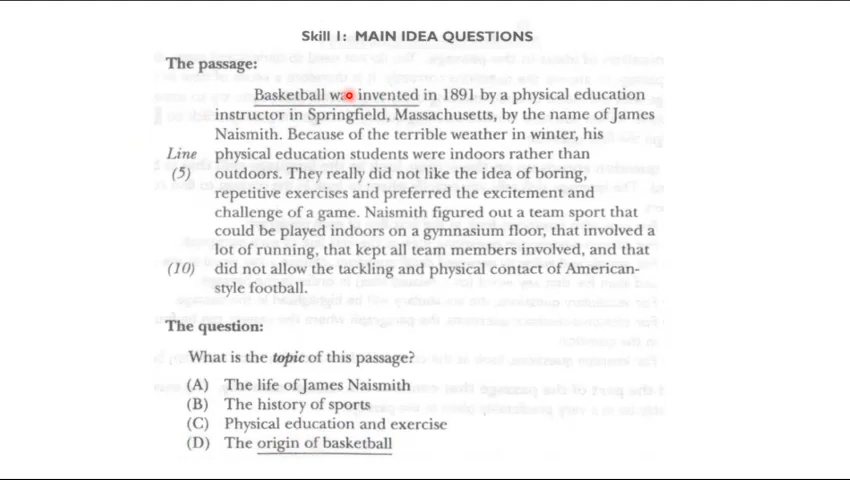 Skill 1: MAIN IDEA QUESTIONS
The passage:
Basketball was invented in 1891 by a physical education
instructor in Springfield, Massachusetts, by the name of James
Naismith. Because of the terrible weather in winter, his
Line physical education students were indoors rather than
(5) outdoors. They really did not like the idea of boring,
repetitive exercises and preferred the excitement and
challenge of a game. Naismith figured out a team sport that
could be played indoors on a gymnasium floor, that involved a
lot of running, that kept all team members involved, and that
(10) did not allow the tackling and physical contact of American-
style football.
The question:
What is the topic of this passage?
(A) The life of James Naismith
(B) The history of sports
(C) Physical education and exercise
(D) The origin of basketball